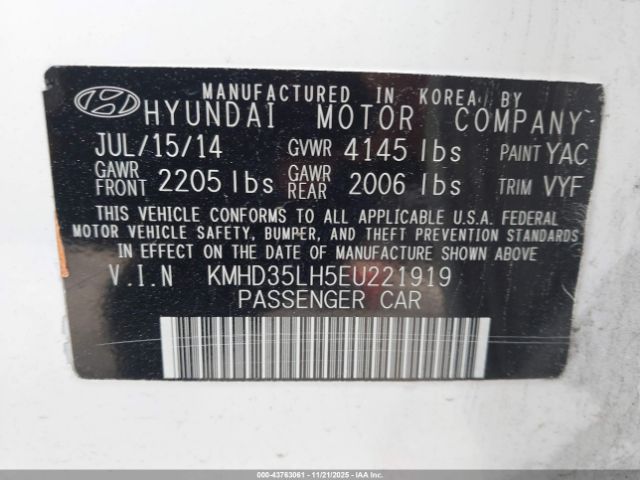 MANUFACTURED IN KOREA BY
HYUNDAI MOTOR COMPANY
JUL/15/14 GVWR 4145 lbs PAINT YAC
GAWR FRONT 2205 lbs GAWR REAR 2006 lbs TRIM VYF
THIS VEHICLE CONFORMS TO ALL APPLICABLE U.S.A. FEDERAL
MOTOR VEHICLE SAFETY, BUMPER, AND THEFT PREVENTION STANDARDS
IN EFFECT ON THE DATE OF MANUFACTURE SHOWN ABOVE.
V.I.N KMHD35LH5EU221919
PASSENGER CAR
000-43763061 - 11/21/2025 - Copyright © 2025 IAA, Inc.